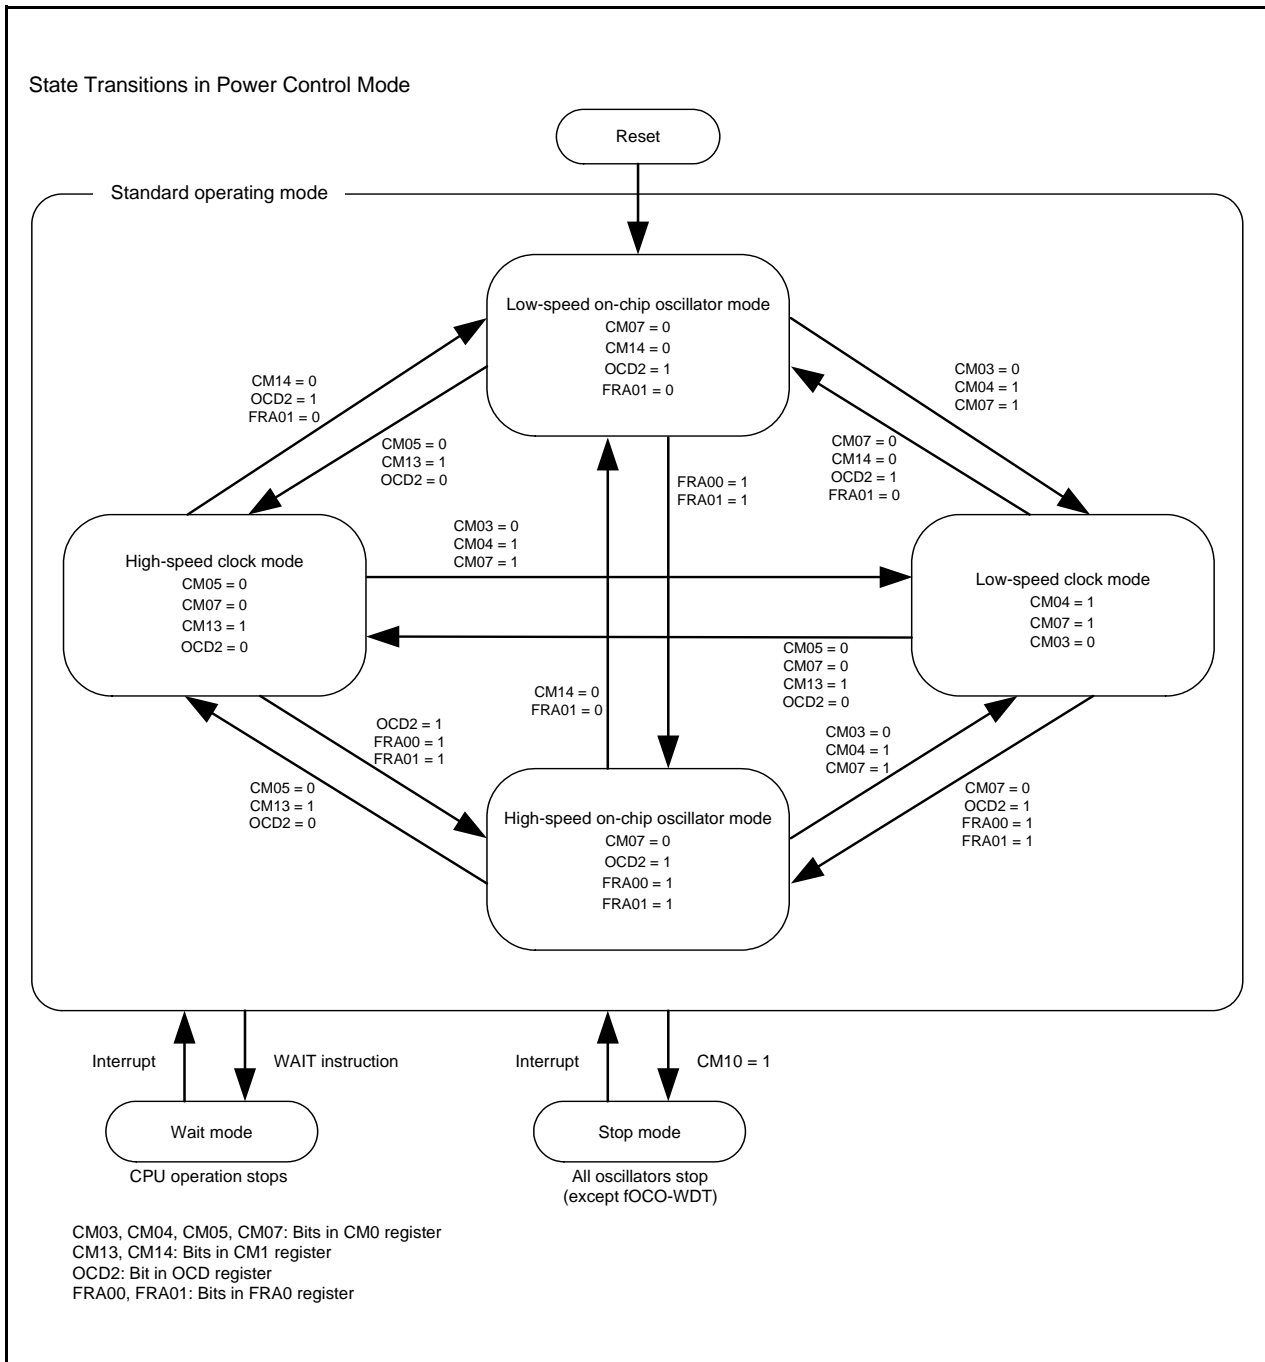 State Transitions in Power Control Mode
Reset
Standard operating mode
Low-speed on-chip oscillator mode
CM07 = 0
CM14 = 0
OCD2 = 1
FRA01 = 0
CM14 = 0
OCD2 = 1
FRA01 = 0
CM05 = 0
CM13 = 1
OCD2 = 0
CM03 = 0
CM04 = 1
CM07 = 1
CM07 = 0
CM14 = 0
OCD2 = 1
FRA01 = 0
FRA00 = 1
FRA01 = 1
High-speed clock mode
CM05 = 0
CM07 = 0
CM13 = 1
OCD2 = 0
CM03 = 0
CM04 = 1
CM07 = 1
Low-speed clock mode
CM04 = 1
CM07 = 1
CM03 = 0
CM05 = 0
CM07 = 0
CM13 = 1
OCD2 = 0
CM14 = 0
FRA01 = 0
OCD2 = 1
FRA00 = 1
FRA01 = 1
CM05 = 0
CM13 = 1
OCD2 = 0
CM03 = 0
CM04 = 1
CM07 = 1
CM07 = 0
OCD2 = 1
FRA00 = 1
FRA01 = 1
High-speed on-chip oscillator mode
CM07 = 0
OCD2 = 1
FRA00 = 1
FRA01 = 1
Interrupt
WAIT instruction
Interrupt
CM10 = 1
Wait mode
CPU operation stops
Stop mode
All oscillators stop
(except fOCO-WDT)
CM03, CM04, CM05, CM07: Bits in CM0 register
CM13, CM14: Bits in CM1 register
OCD2: Bit in OCD register
FRA00, FRA01: Bits in FRA0 register